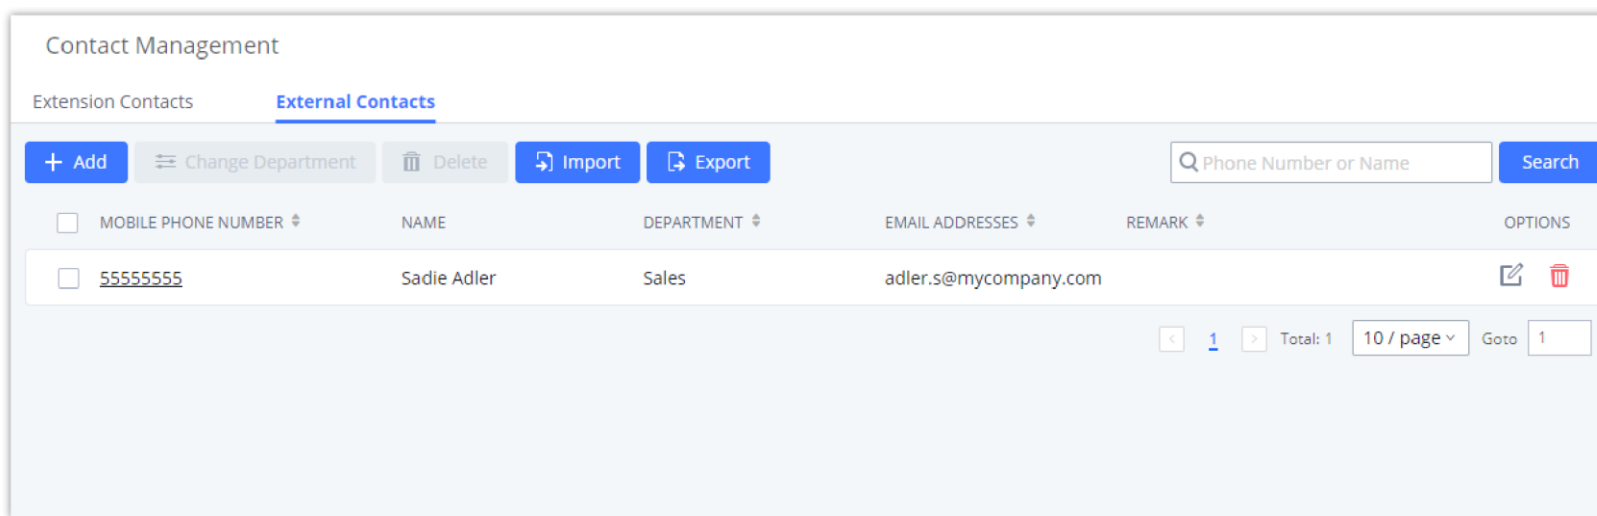 Contact Management
Extension Contacts External Contacts
+ Add Change Department Delete Import Export Phone Number or Name Search
MOBILE PHONE NUMBER NAME DEPARTMENT EMAIL ADDRESSES REMARK OPTIONS
55555555 Sadie Adler Sales adler.s@mycompany.com
< 1 > Total: 1 10 / page Goto 1